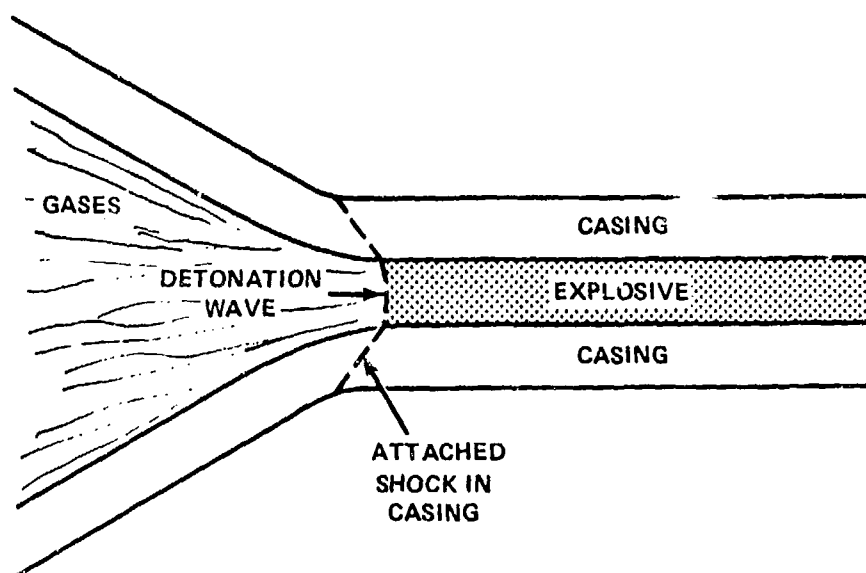 GASES
CASING
DETONATION
WAVE
EXPLOSIVE
CASING
ATTACHED
SHOCK IN
CASING